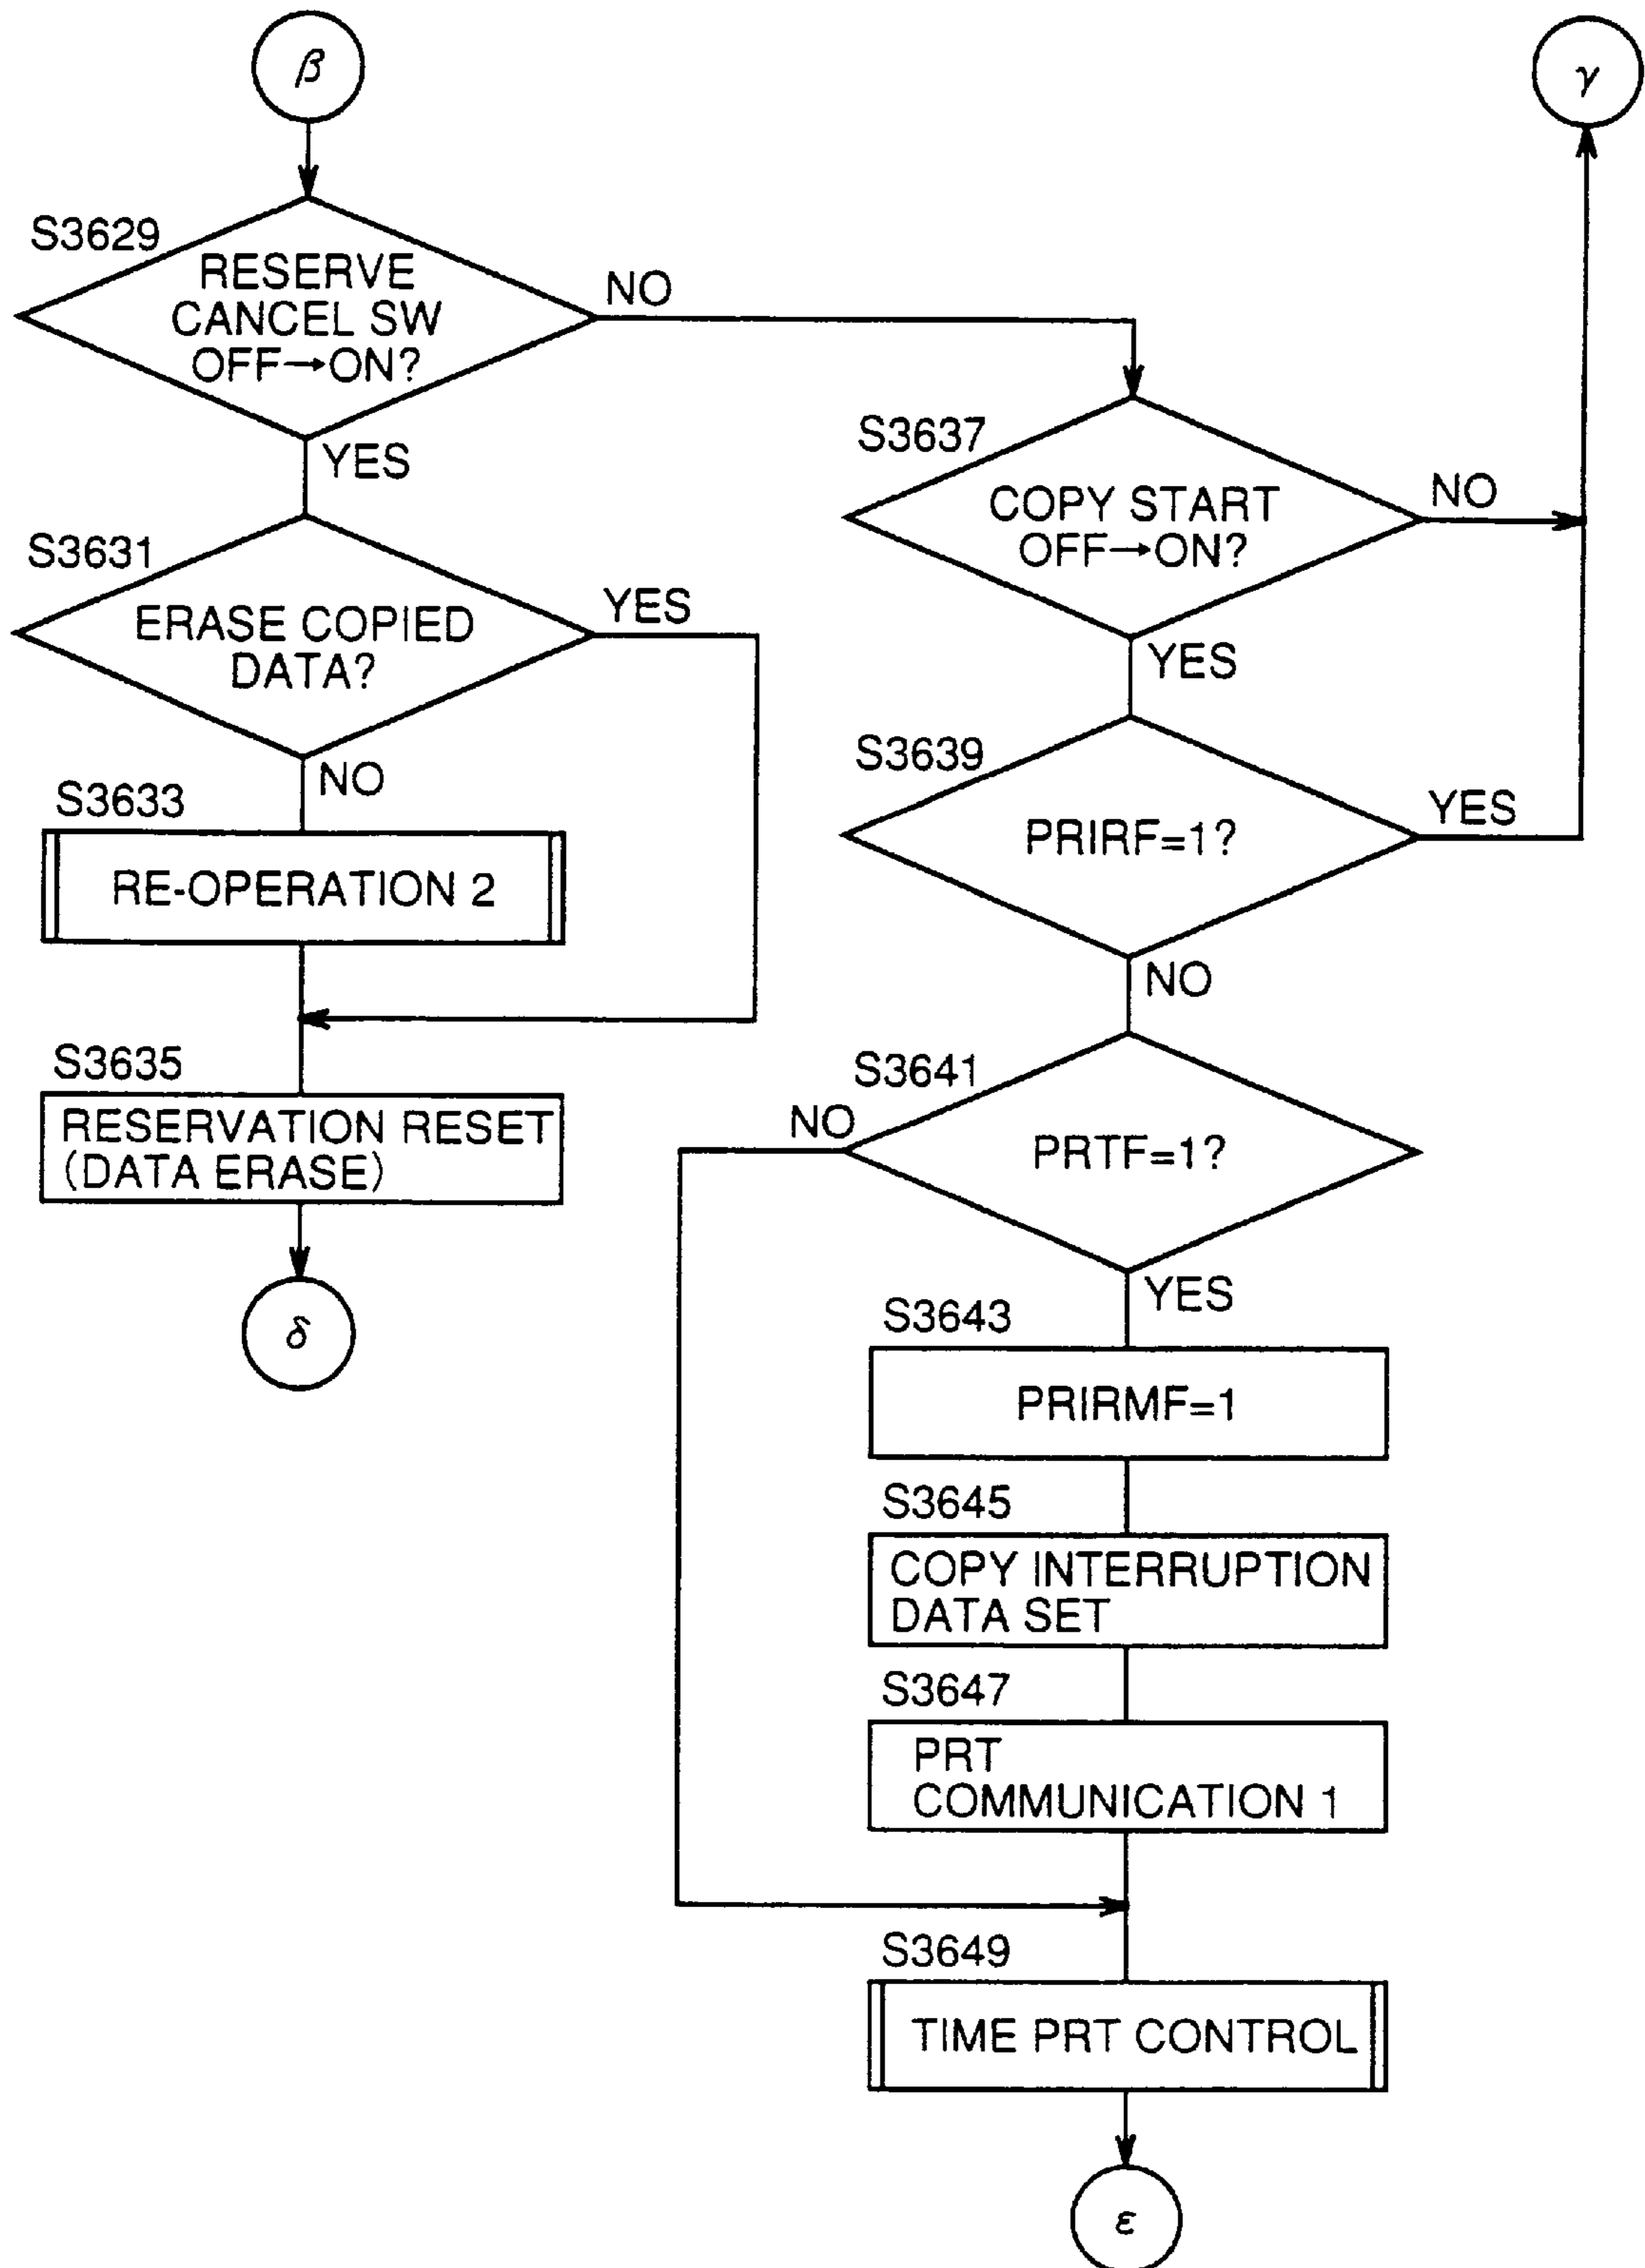 β
γ
S3629
RESERVE
CANCEL SW
OFF→ON?
NO
YES
S3631
ERASE COPIED
DATA?
YES
NO
S3633
RE-OPERATION 2
S3635
RESERVATION RESET
(DATA ERASE)
δ
S3637
COPY START
OFF→ON?
NO
YES
S3639
PRIRF=1?
YES
NO
S3641
PRTF=1?
NO
YES
S3643
PRIRMF=1
S3645
COPY INTERRUPTION
DATA SET
S3647
PRT
COMMUNICATION 1
S3649
TIME PRT CONTROL
ε